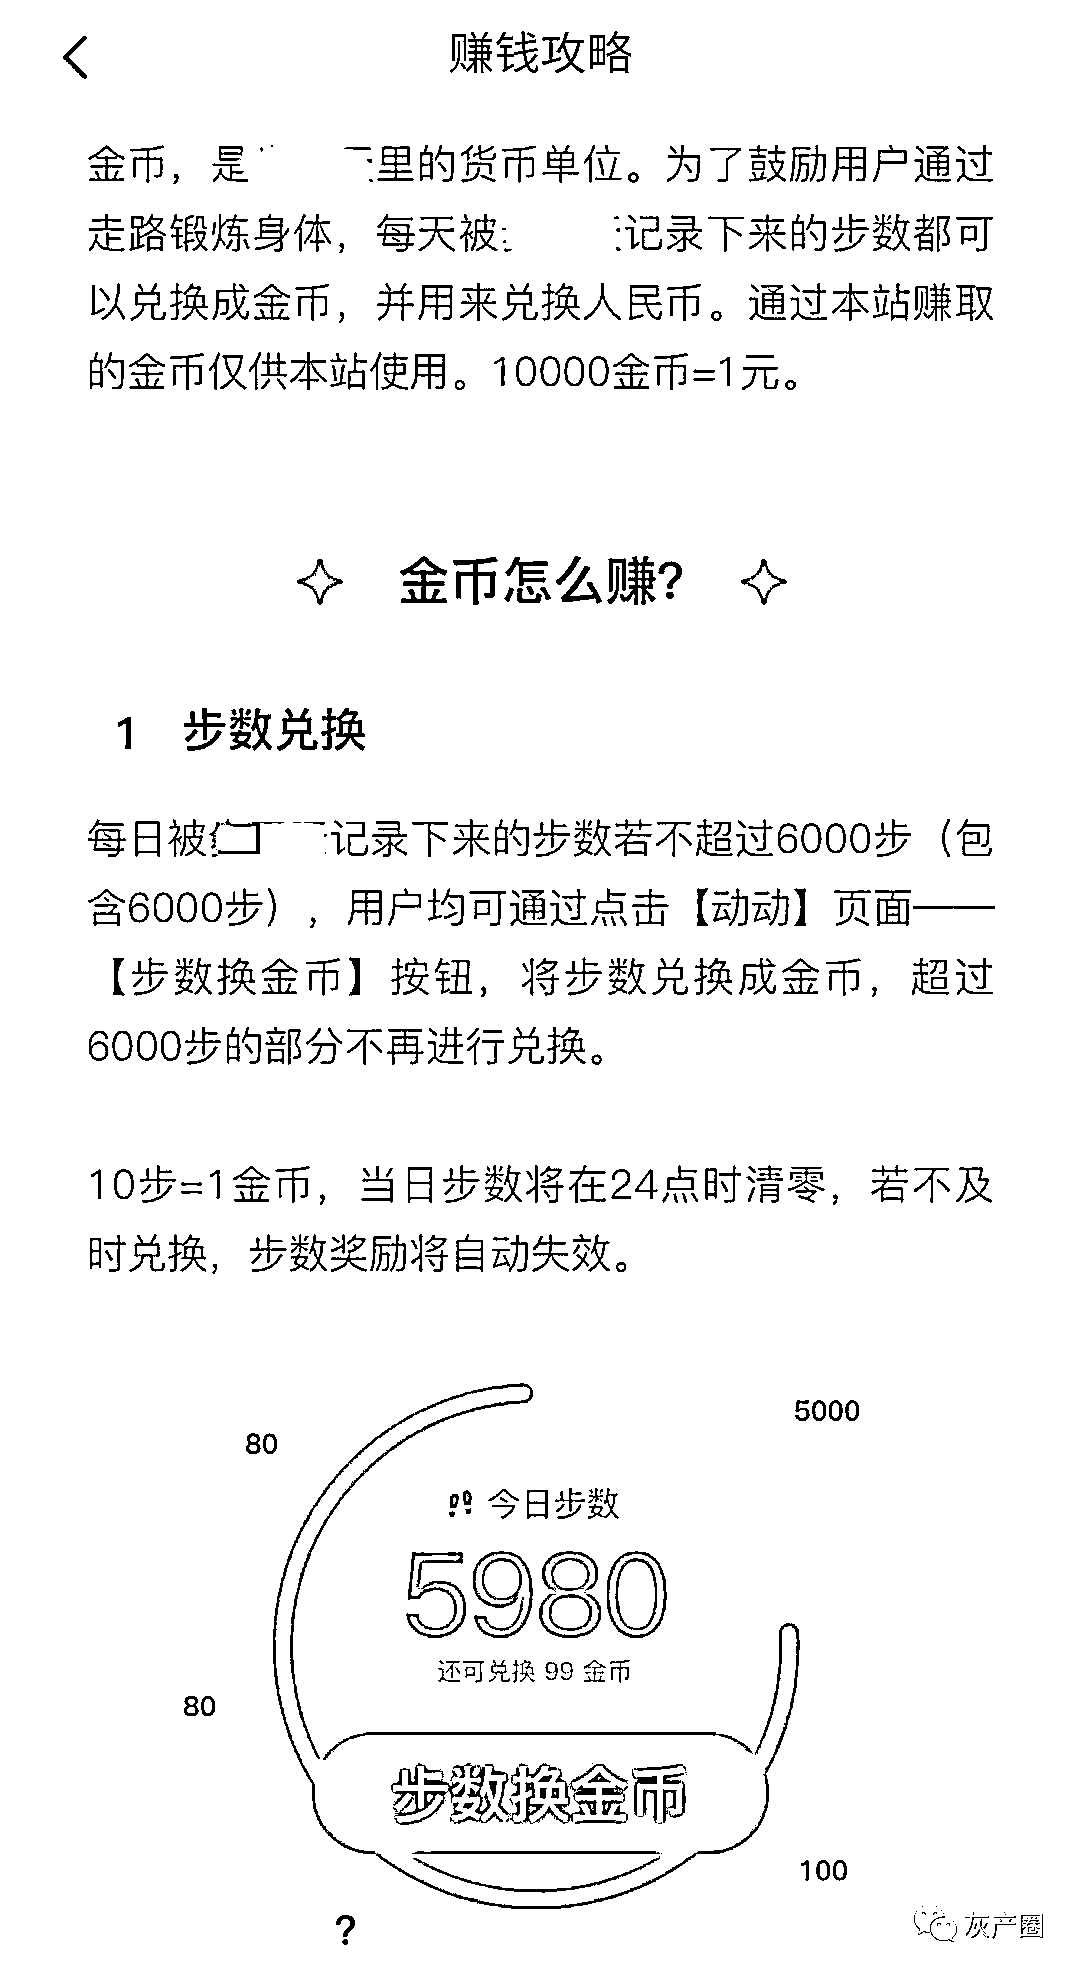 赚钱攻略
金币，是 里的货币单位。为了鼓励用户通过
走路锻炼身体，每天被 记录下来的步数都可
以兑换成金币，并用来兑换人民币。通过本站赚取
的金币仅供本站使用。10000金币=1元。
金币怎么赚？
1 步数兑换
每日被 记录下来的步数若不超过6000步（包
含6000步），用户均可通过点击【动动】页面——
【步数换金币】按钮，将步数兑换成金币，超过
6000步的部分不再进行兑换。
10步=1金币，当日步数将在24点时清零，若不及
时兑换，步数奖励将自动失效。
5000
80
今日步数
5980
还可兑换 99 金币
80
步数换金币
100
?
灰产圈